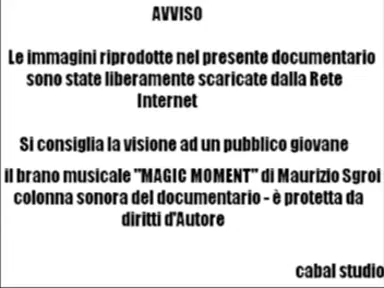 AVVISO
Le immagini riprodotte nel presente documentario
sono state liberamente scaricate dalla Rete
Internet
Si consiglia la visione ad un pubblico giovane
il brano musicale "MAGIC MOMENT" di Maurizio Sgroi
colonna sonora del documentario - è protetta da
diritti d'Autore
cabal studio